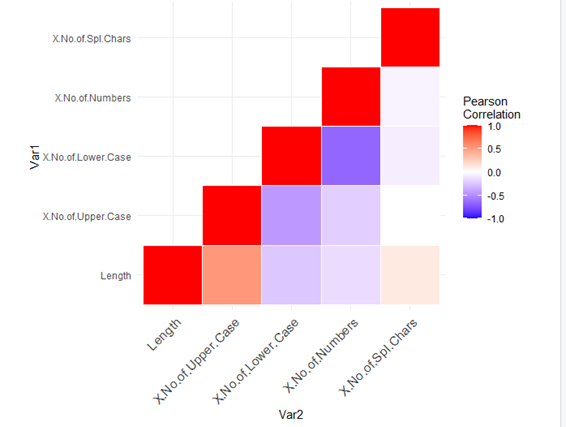 X.No.of.Spl.Chars
X.No.of.Numbers
X.No.of.Lower.Case
X.No.of.Upper.Case
Length
Var1
Length
X.No.of.Upper.Case
X.No.of.Lower.Case
X.No.of.Numbers
X.No.of.Spl.Chars
Var2
Pearson
Correlation
1.0
0.5
0.0
-0.5
-1.0